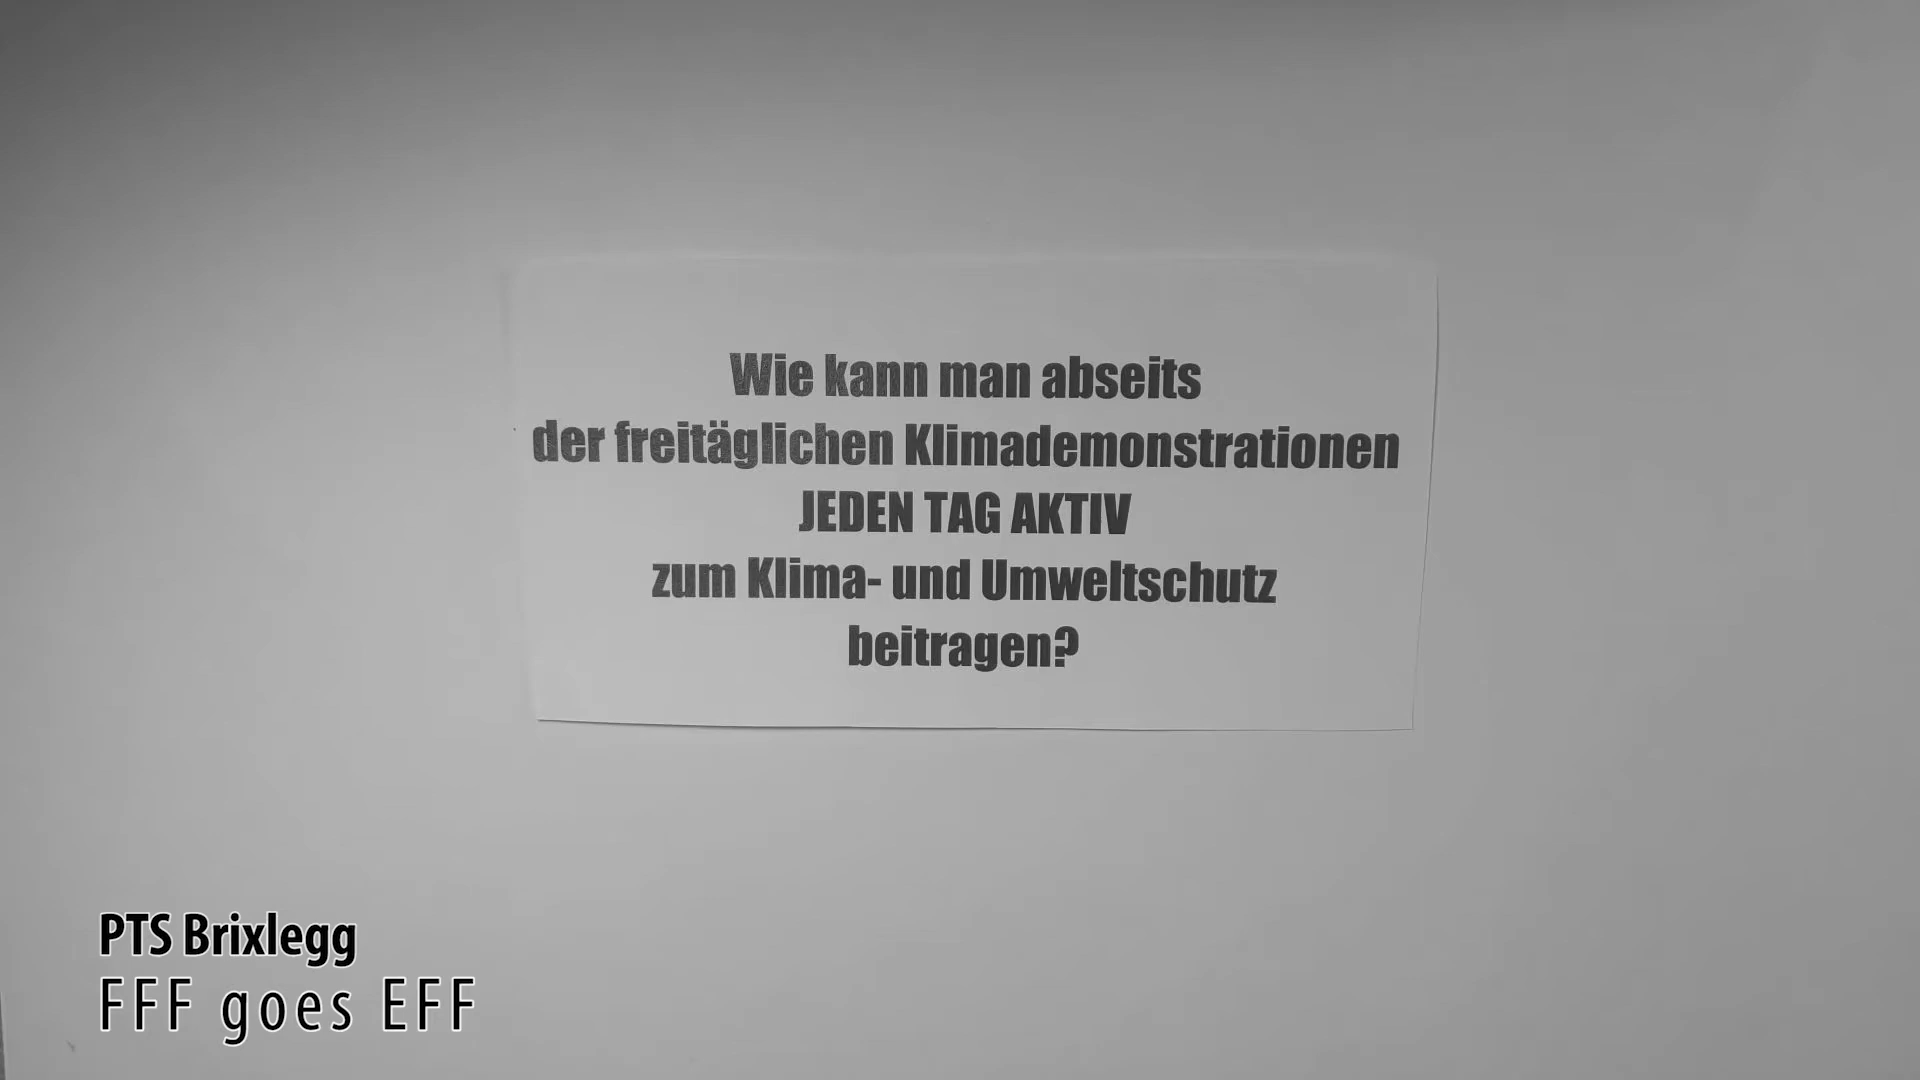 Wie kann man abseits
der freitäglichen Klimademonstrationen
JEDEN TAG AKTIV
zum Klima- und Umweltschutz
beitragen?
PTS Brixlegg
FFF goes EFF